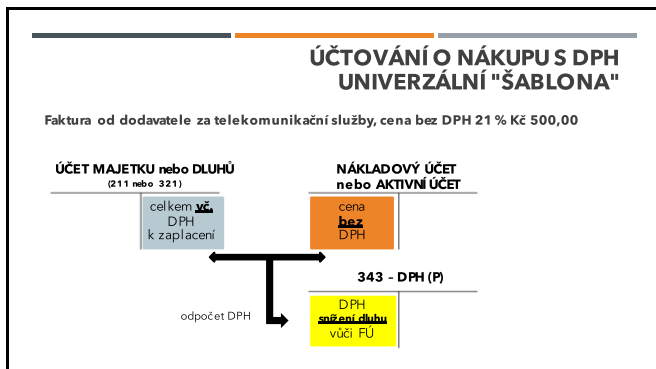 ÚČTOVÁNÍ O NÁKUPU S DPH
UNIVERZÁLNÍ "ŠABLONA"
Faktura od dodavatele za telekomunikační služby, cena bez DPH 21 % Kč 500,00
ÚČET MAJETKU nebo DLUHŮ
(211 nebo 321)
celkem vč.
DPH
k zaplacení
NÁKLADOVÝ ÚČET
nebo AKTIVNÍ ÚČET
cena
bez
DPH
343 – DPH (P)
odpočet DPH
DPH
snížení dluhu
vůči FÚ